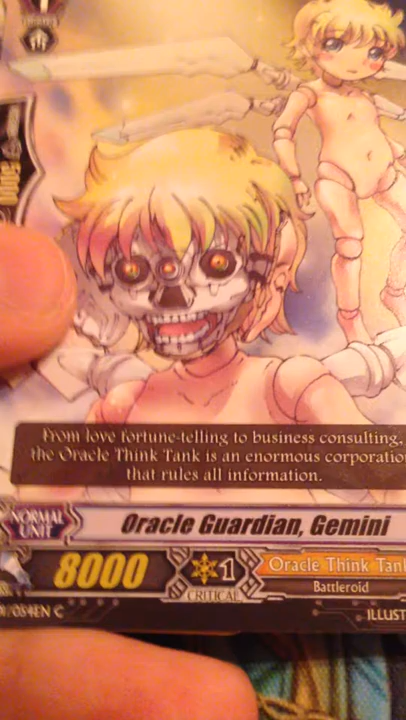 From love fortune-telling to business consulting,
the Oracle Think Tank is an enormous corporation
that rules all information.
NORMAL
UNIT
Oracle Guardian, Gemini
8000
1
CRITICAL
Oracle Think Tank
Battleroid
/054EN C
ILLUST